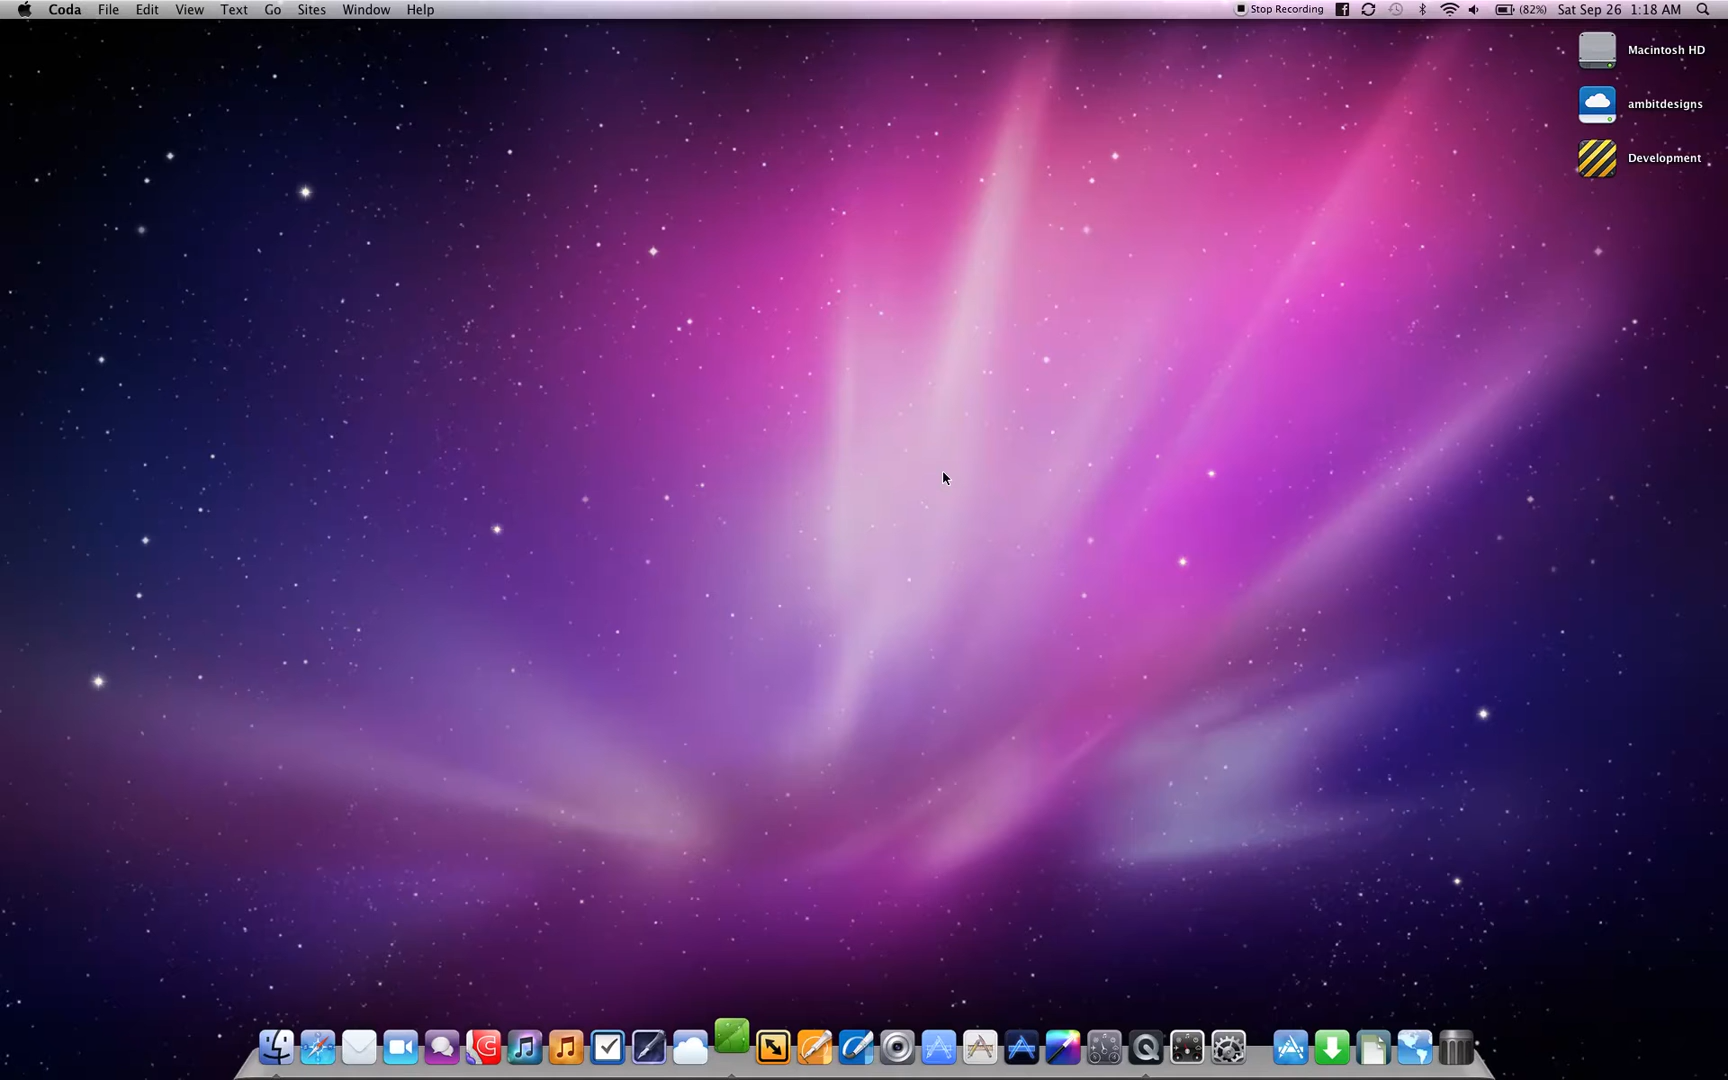 Coda File Edit View Text Go Sites Window Help Stop Recording (82%) Sat Sep 26 1:18 AM
Macintosh HD
ambitdesigns
Development